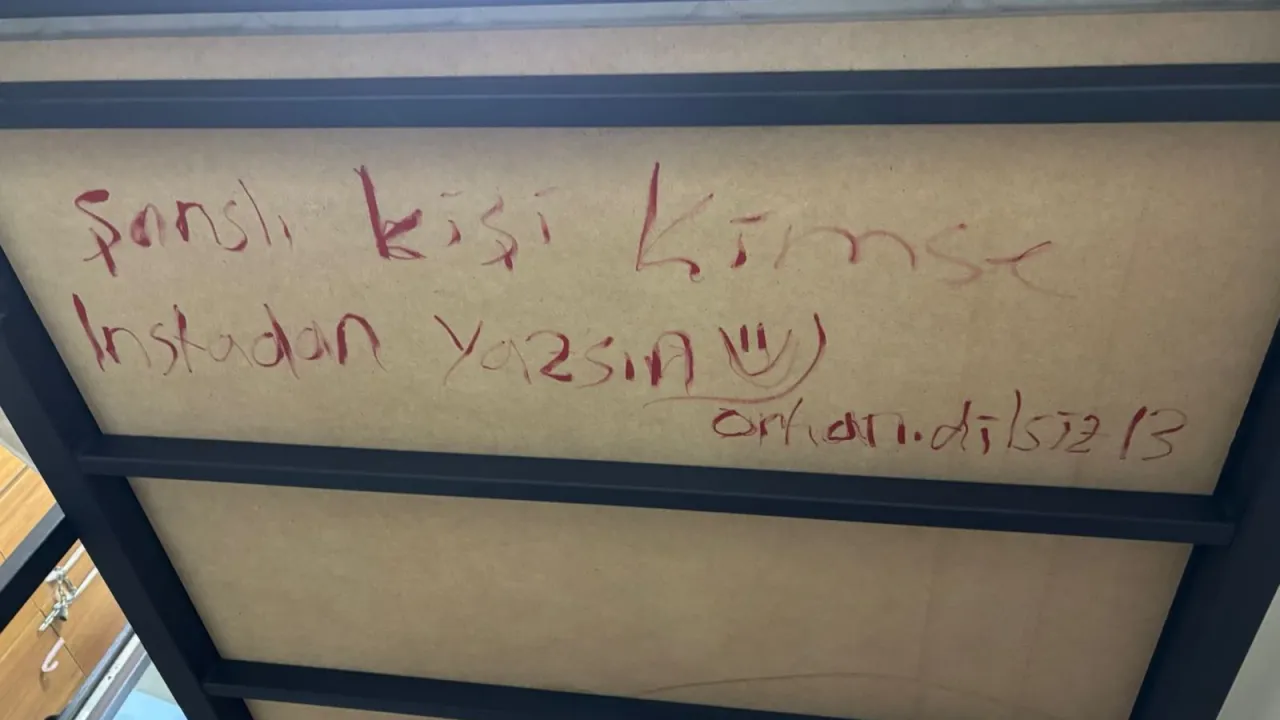 Şanslı kişi kimse
Instadan yazsın
orhan.dilsiz13